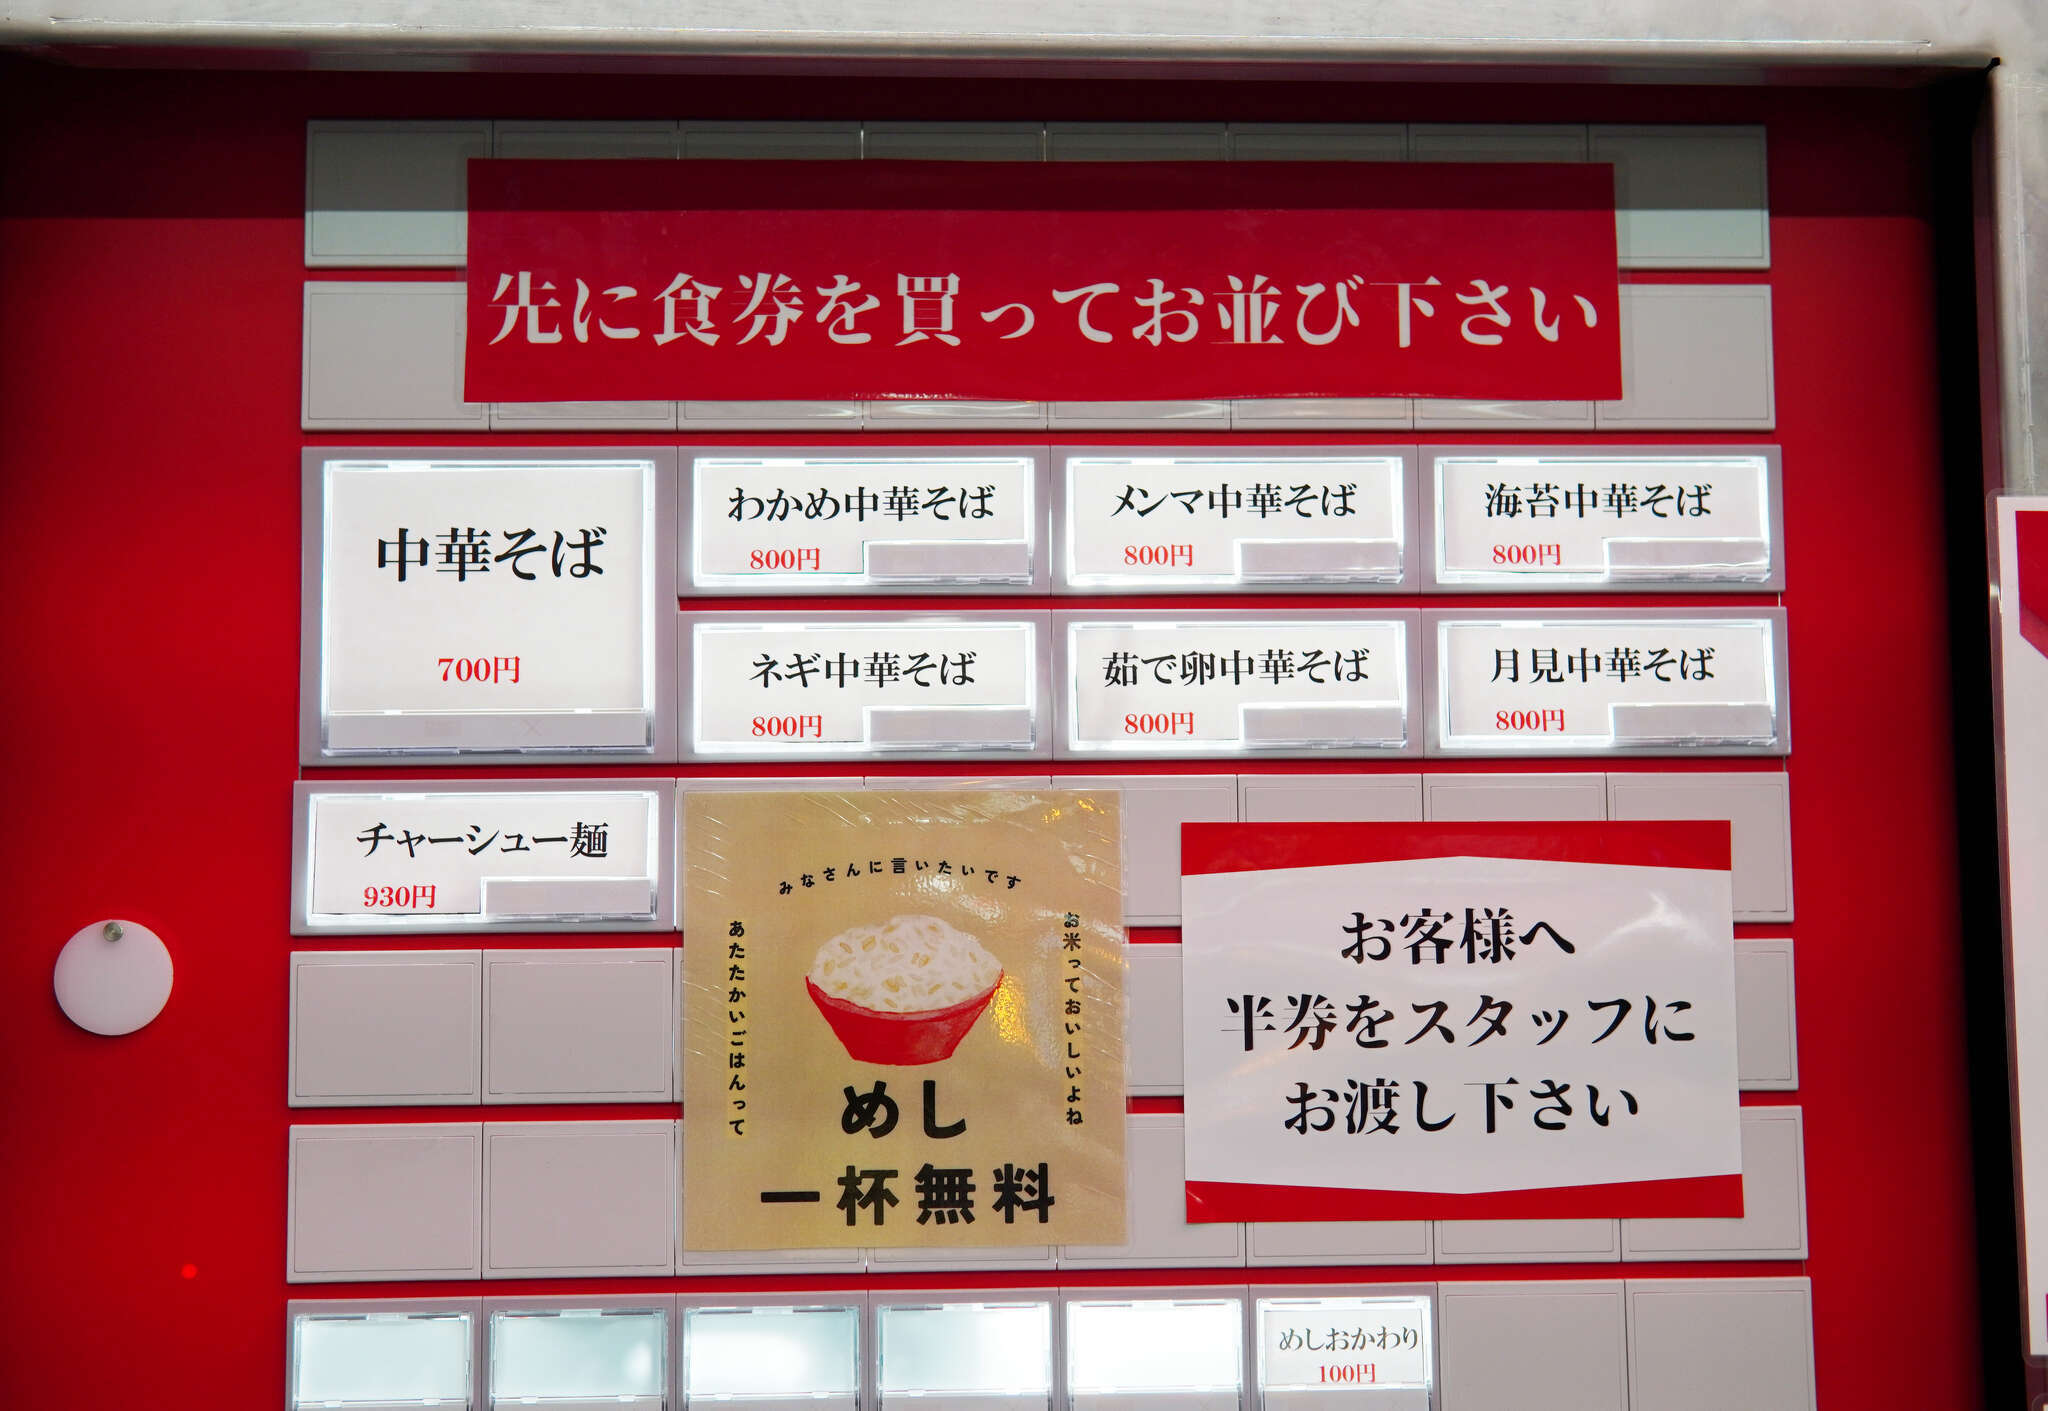 先に食券を買ってお並び下さい
中華そば
700円
わかめ中華そば
800円
メンマ中華そば
800円
海苔中華そば
800円
ネギ中華そば
800円
茹で卵中華そば
800円
月見中華そば
800円
チャーシュー麺
930円
みなさんに言いたいです
お米っておいしいよね
あたたかいごはんって
めし
一杯無料
お客様へ
半券をスタッフに
お渡し下さい
めしおかわり
100円